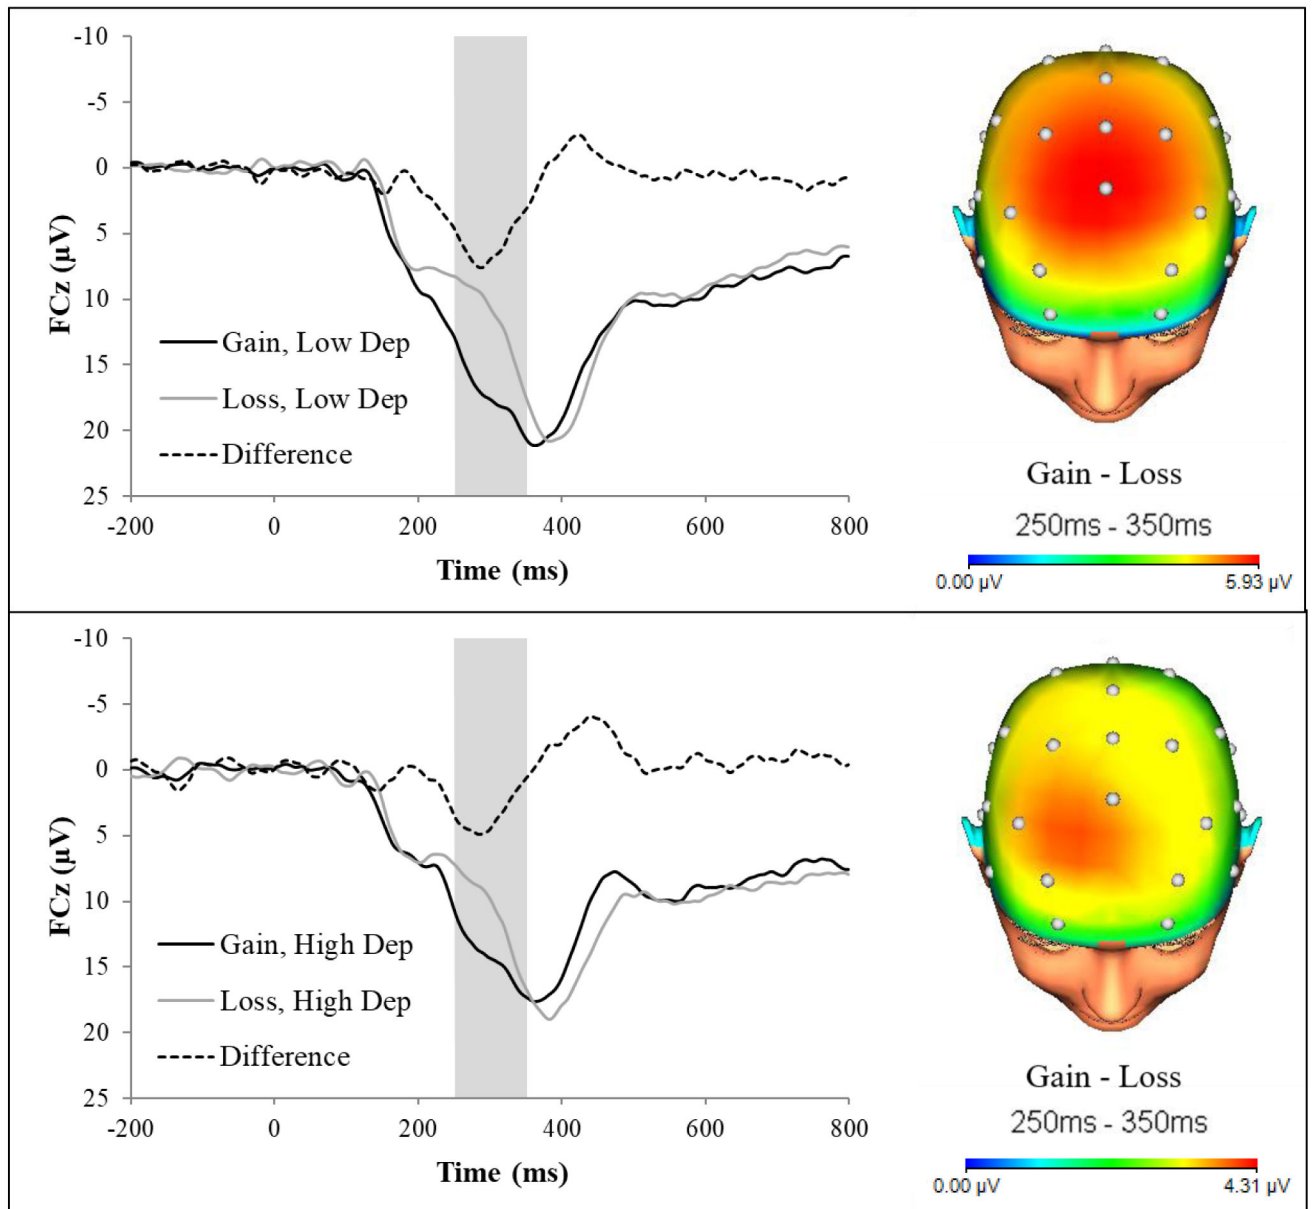 -10
-5
0
5
10
15
20
25
FCz (µV)
Gain, Low Dep
Loss, Low Dep
Difference
-200 0 200 400 600 800
Time (ms)
Gain - Loss
250ms - 350ms
0.00 µV 5.93 µV
-10
-5
0
5
10
15
20
25
FCz (µV)
Gain, High Dep
Loss, High Dep
Difference
-200 0 200 400 600 800
Time (ms)
Gain - Loss
250ms - 350ms
0.00 µV 4.31 µV